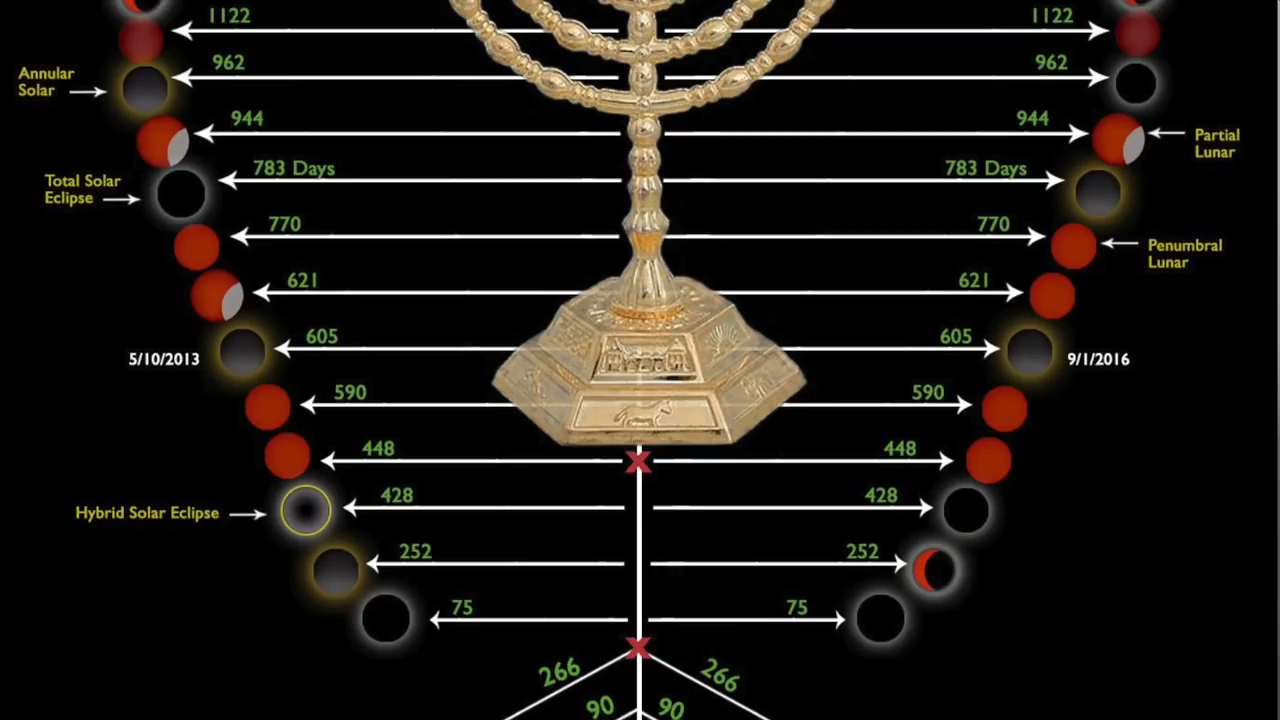 1122 1122
962 962
Annular
Solar
944 944
Partial
Lunar
783 Days 783 Days
Total Solar
Eclipse
770 770
Penumbral
Lunar
621 621
605 605
5/10/2013 9/1/2016
590 590
448 448
428 428
Hybrid Solar Eclipse
252 252
75 75
266 266
90 90